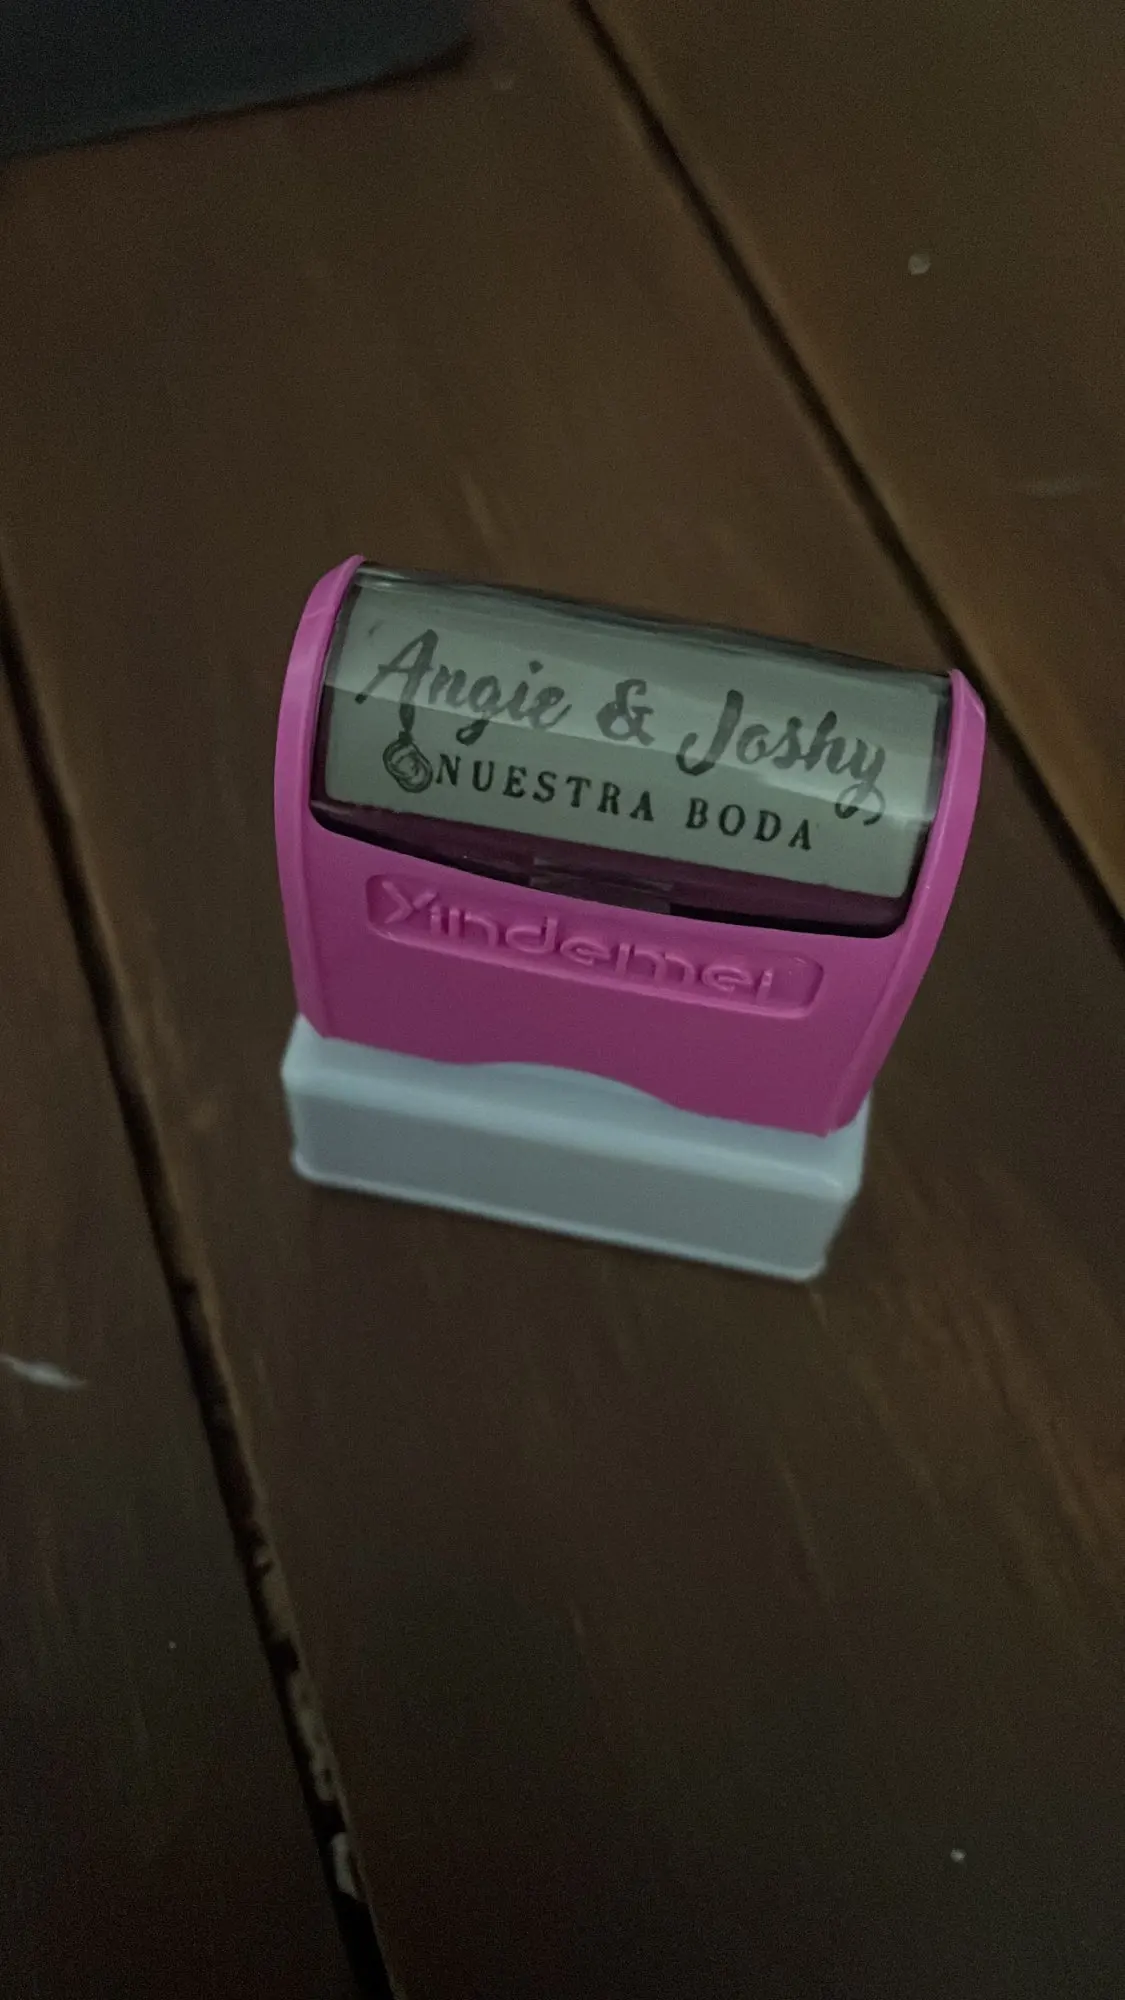 Angie & Joshy
NUESTRA BODA
Yindemei